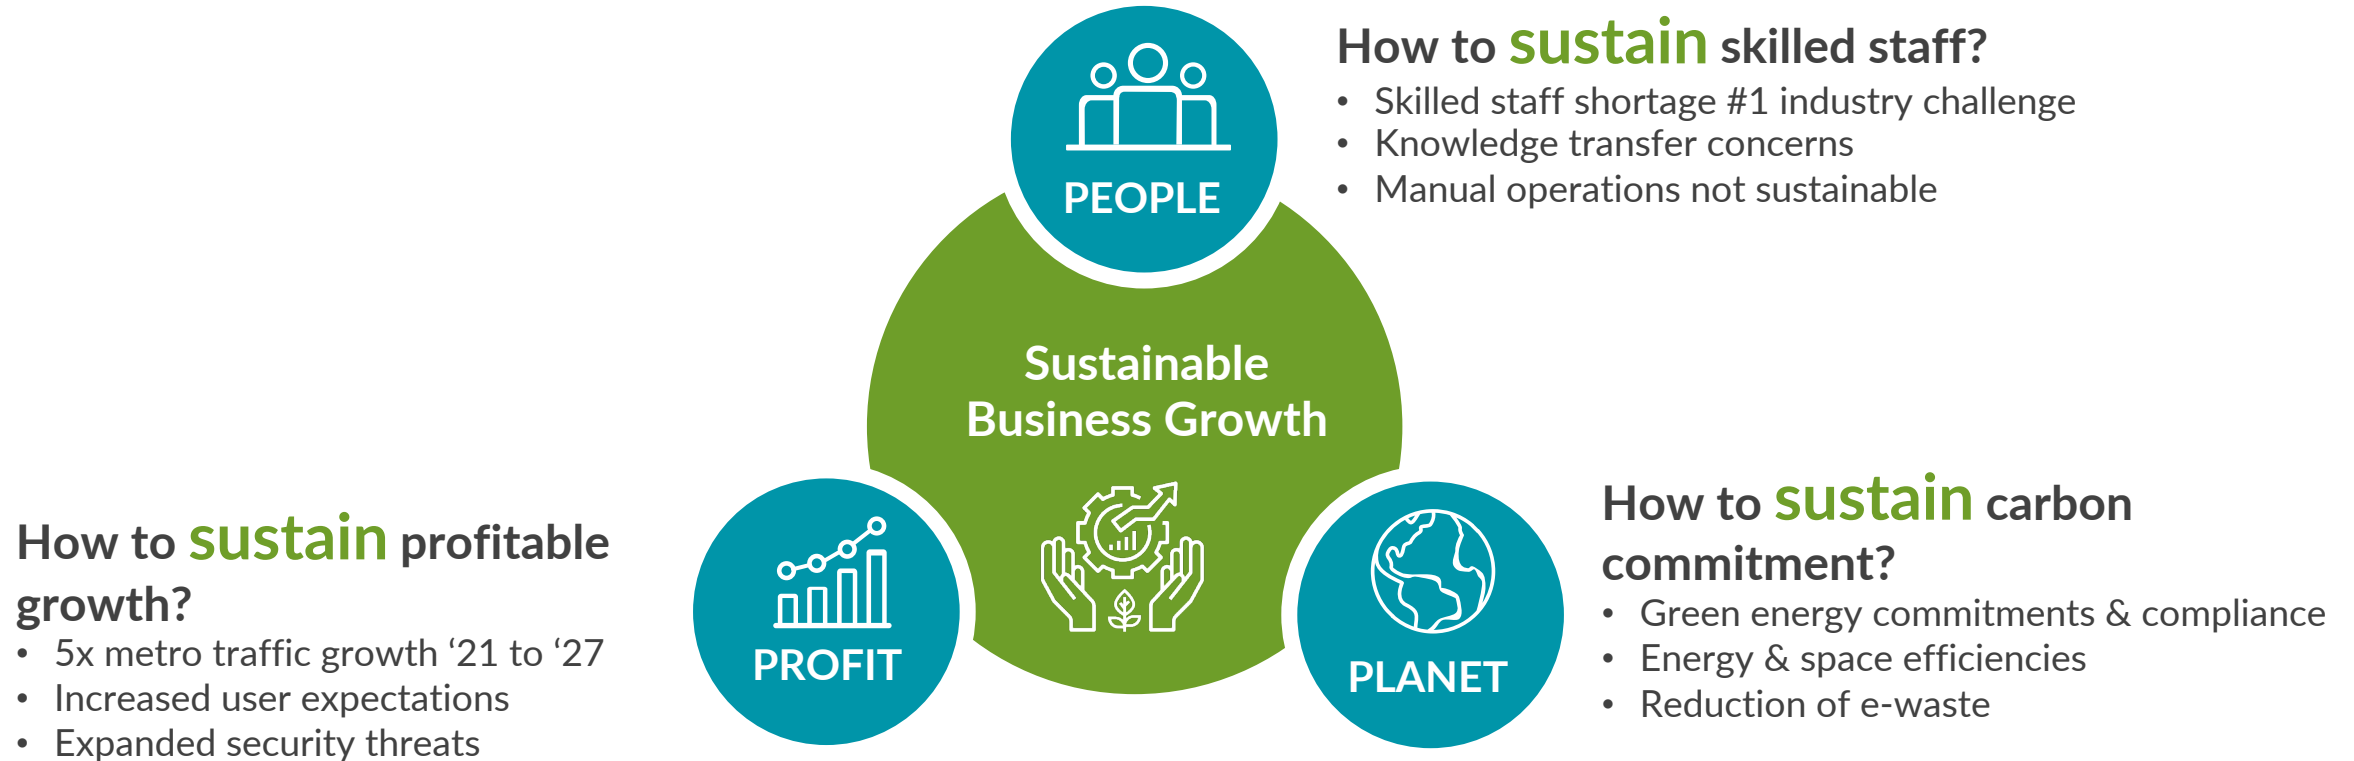 How to sustain skilled staff?
• Skilled staff shortage #1 industry challenge
• Knowledge transfer concerns
• Manual operations not sustainable
PEOPLE
Sustainable
Business Growth
How to sustain profitable
growth?
• 5x metro traffic growth ‘21 to ‘27
• Increased user expectations
• Expanded security threats
PROFIT
PLANET
How to sustain carbon
commitment?
• Green energy commitments & compliance
• Energy & space efficiencies
• Reduction of e-waste